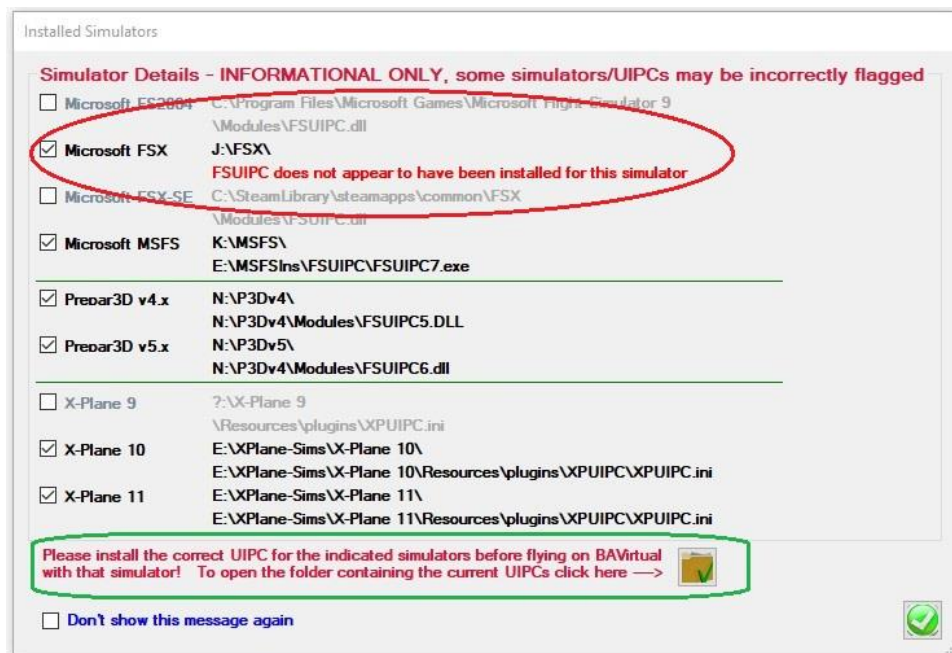 Installed Simulators
Simulator Details - INFORMATIONAL ONLY, some simulators/UIPCs may be incorrectly flagged
Microsoft FS2004 C:\Program Files\Microsoft Games\Microsoft Flight Simulator 9
\Modules\FSUIPC.dll
Microsoft FSX J:\FSX\
FSUIPC does not appear to have been installed for this simulator
Microsoft FSX-SE C:\SteamLibrary\steamapps\common\FSX
\Modules\FSUIPC.dll
Microsoft MSFS K:\MSFS\
E:\MSFSIns\FSUIPC\FSUIPC7.exe
Prepar3D v4.x N:\P3Dv4\
N:\P3Dv4\Modules\FSUIPC5.DLL
Prepar3D v5.x N:\P3Dv5\
N:\P3Dv4\Modules\FSUIPC6.dll
X-Plane 9 ?:\X-Plane 9
\Resources\plugins\XPUIPC.ini
X-Plane 10 E:\XPlane-Sims\X-Plane 10\
E:\XPlane-Sims\X-Plane 10\Resources\plugins\XPUIPC\XPUIPC.ini
X-Plane 11 E:\XPlane-Sims\X-Plane 11\
E:\XPlane-Sims\X-Plane 11\Resources\plugins\XPUIPC\XPUIPC.ini
Please install the correct UIPC for the indicated simulators before flying on BAVirtual
with that simulator! To open the folder containing the current UIPCs click here --->
Don't show this message again